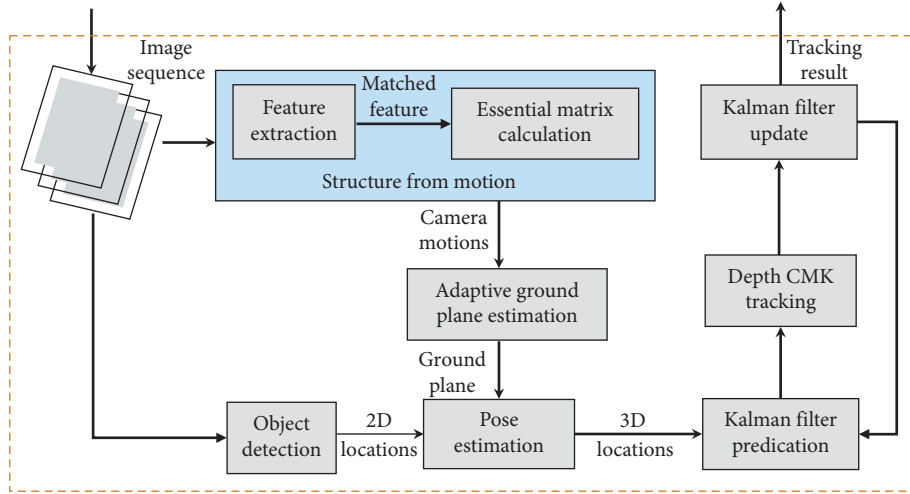 Image
sequence
Tracking
result
Feature
extraction
Matched
feature
Essential matrix
calculation
Structure from motion
Kalman filter
update
Camera
motions
Adaptive ground
plane estimation
Depth CMK
tracking
Ground
plane
Object
detection
2D
locations
Pose
estimation
3D
locations
Kalman filter
predication